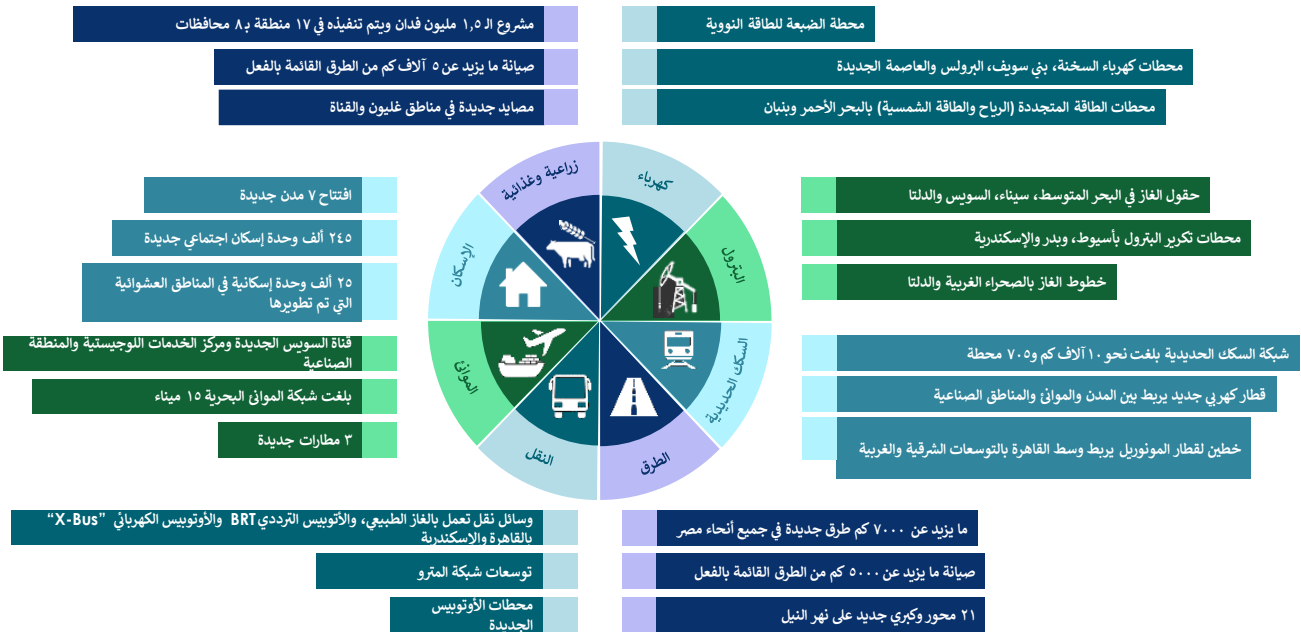 محطة الضبعة للطاقة النووية
محطات كهرباء السخنة، بني سويف، البرولس والعاصمة الجديدة
محطات الطاقة المتجددة (الرياح والطاقة الشمسية) بالبحر الأحمر وبنبان
مشروع الـ ١,٥ مليون فدان ويتم تنفيذه في ١٧ منطقة بـ ٨ محافظات
صيانة ما يزيد عن ٥ آلاف كم من الطرق القائمة بالفعل
مصايد جديدة في مناطق غليون والقناة
كهرباء
زراعية وغذائية
البترول
الإسكان
السكك الحديدية
الموانئ
الطرق
النقل
حقول الغاز في البحر المتوسط، سيناء، السويس والدلتا
محطات تكرير البترول بأسيوط، وبدر والإسكندرية
خطوط الغاز بالصحراء الغربية والدلتا
افتتاح ٧ مدن جديدة
٢٤٥ ألف وحدة إسكان اجتماعي جديدة
٢٥ ألف وحدة إسكانية في المناطق العشوائية
التي تم تطويرها
شبكة السكك الحديدية بلغت نحو ١٠ آلاف كم و٧٠٥ محطة
قطار كهربي جديد يربط بين المدن والموانئ والمناطق الصناعية
خطين لقطار المونوريل يربط وسط القاهرة بالتوسعات الشرقية والغربية
قناة السويس الجديدة ومركز الخدمات اللوجيستية والمنطقة
الصناعية
بلغت شبكة الموانئ البحرية ١٥ ميناء
٣ مطارات جديدة
ما يزيد عن ٧٠٠٠ كم طرق جديدة في جميع أنحاء مصر
صيانة ما يزيد عن ٥٠٠٠ كم من الطرق القائمة بالفعل
٢١ محور وكبري جديد على نهر النيل
وسائل نقل تعمل بالغاز الطبيعي، والأتوبيس الترددي BRT والأوتوبيس الكهربائي "X-Bus"
بالقاهرة والاسكندرية
توسعات شبكة المترو
محطات الأوتوبيس
الجديدة